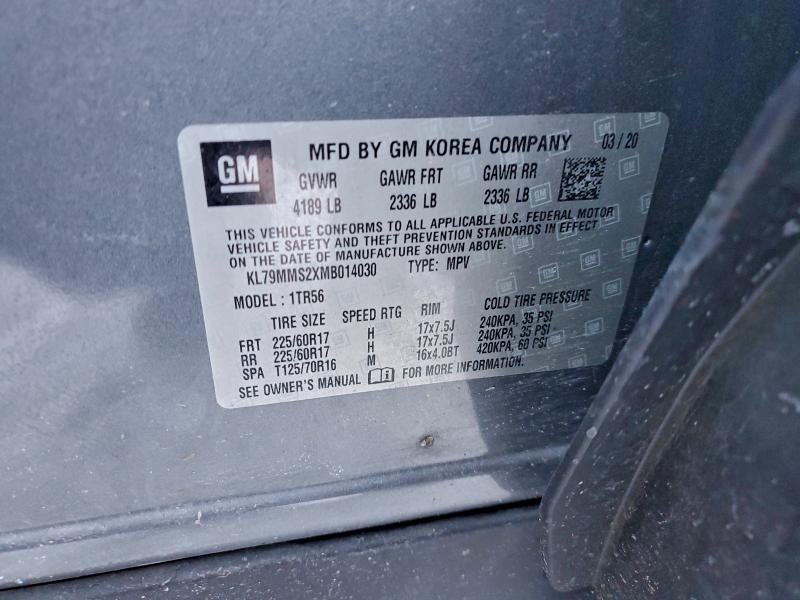 GM MFD BY GM KOREA COMPANY 03/20
GVWR GAWR FRT GAWR RR
4189 LB 2336 LB 2336 LB
THIS VEHICLE CONFORMS TO ALL APPLICABLE U.S. FEDERAL MOTOR
VEHICLE SAFETY AND THEFT PREVENTION STANDARDS IN EFFECT
ON THE DATE OF MANUFACTURE SHOWN ABOVE.
KL79MMS2XMB014030 TYPE: MPV
MODEL : 1TR56
TIRE SIZE SPEED RTG RIM COLD TIRE PRESSURE
FRT 225/60R17 H 17x7.5J 240KPA, 35 PSI
RR 225/60R17 H 17x7.5J 240KPA, 35 PSI
SPA T125/70R16 M 16x4.0BT 420KPA, 60 PSI
SEE OWNER'S MANUAL FOR MORE INFORMATION.